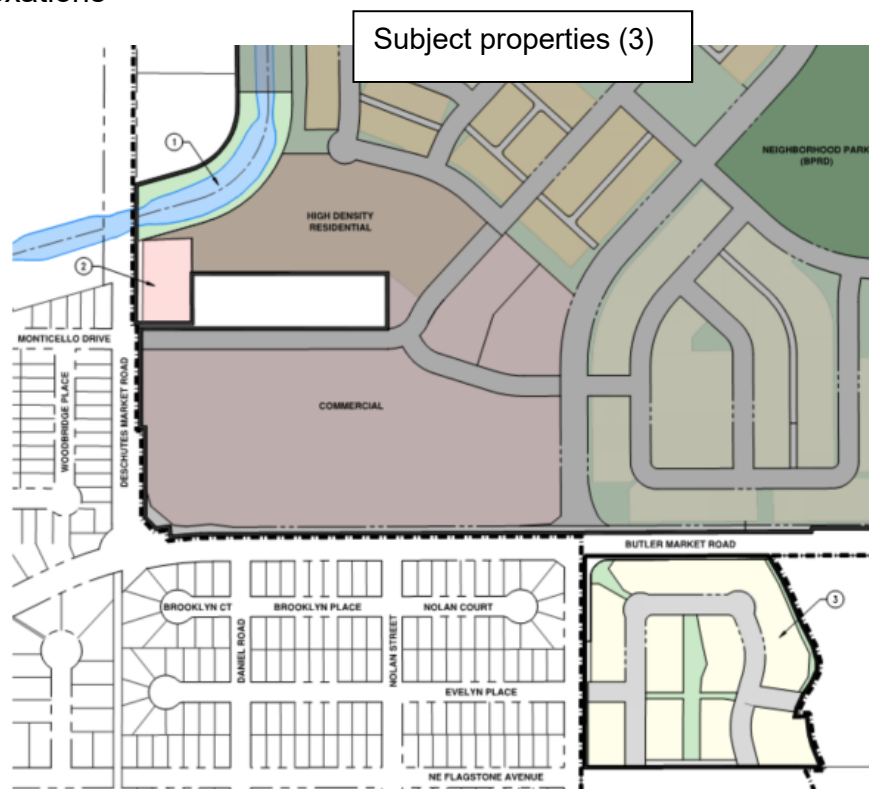 Subject properties (3)
1
NEIGHBORHOOD PARK
(BPRD)
HIGH DENSITY
RESIDENTIAL
2
MONTICELLO DRIVE
WOODBRIDGE PLACE
DESCHUTES MARKET ROAD
COMMERCIAL
BUTLER MARKET ROAD
BROOKLYN CT
BROOKLYN PLACE
NOLAN COURT
3
DANIEL ROAD
NOLAN STREET
EVELYN PLACE
NE FLAGSTONE AVENUE